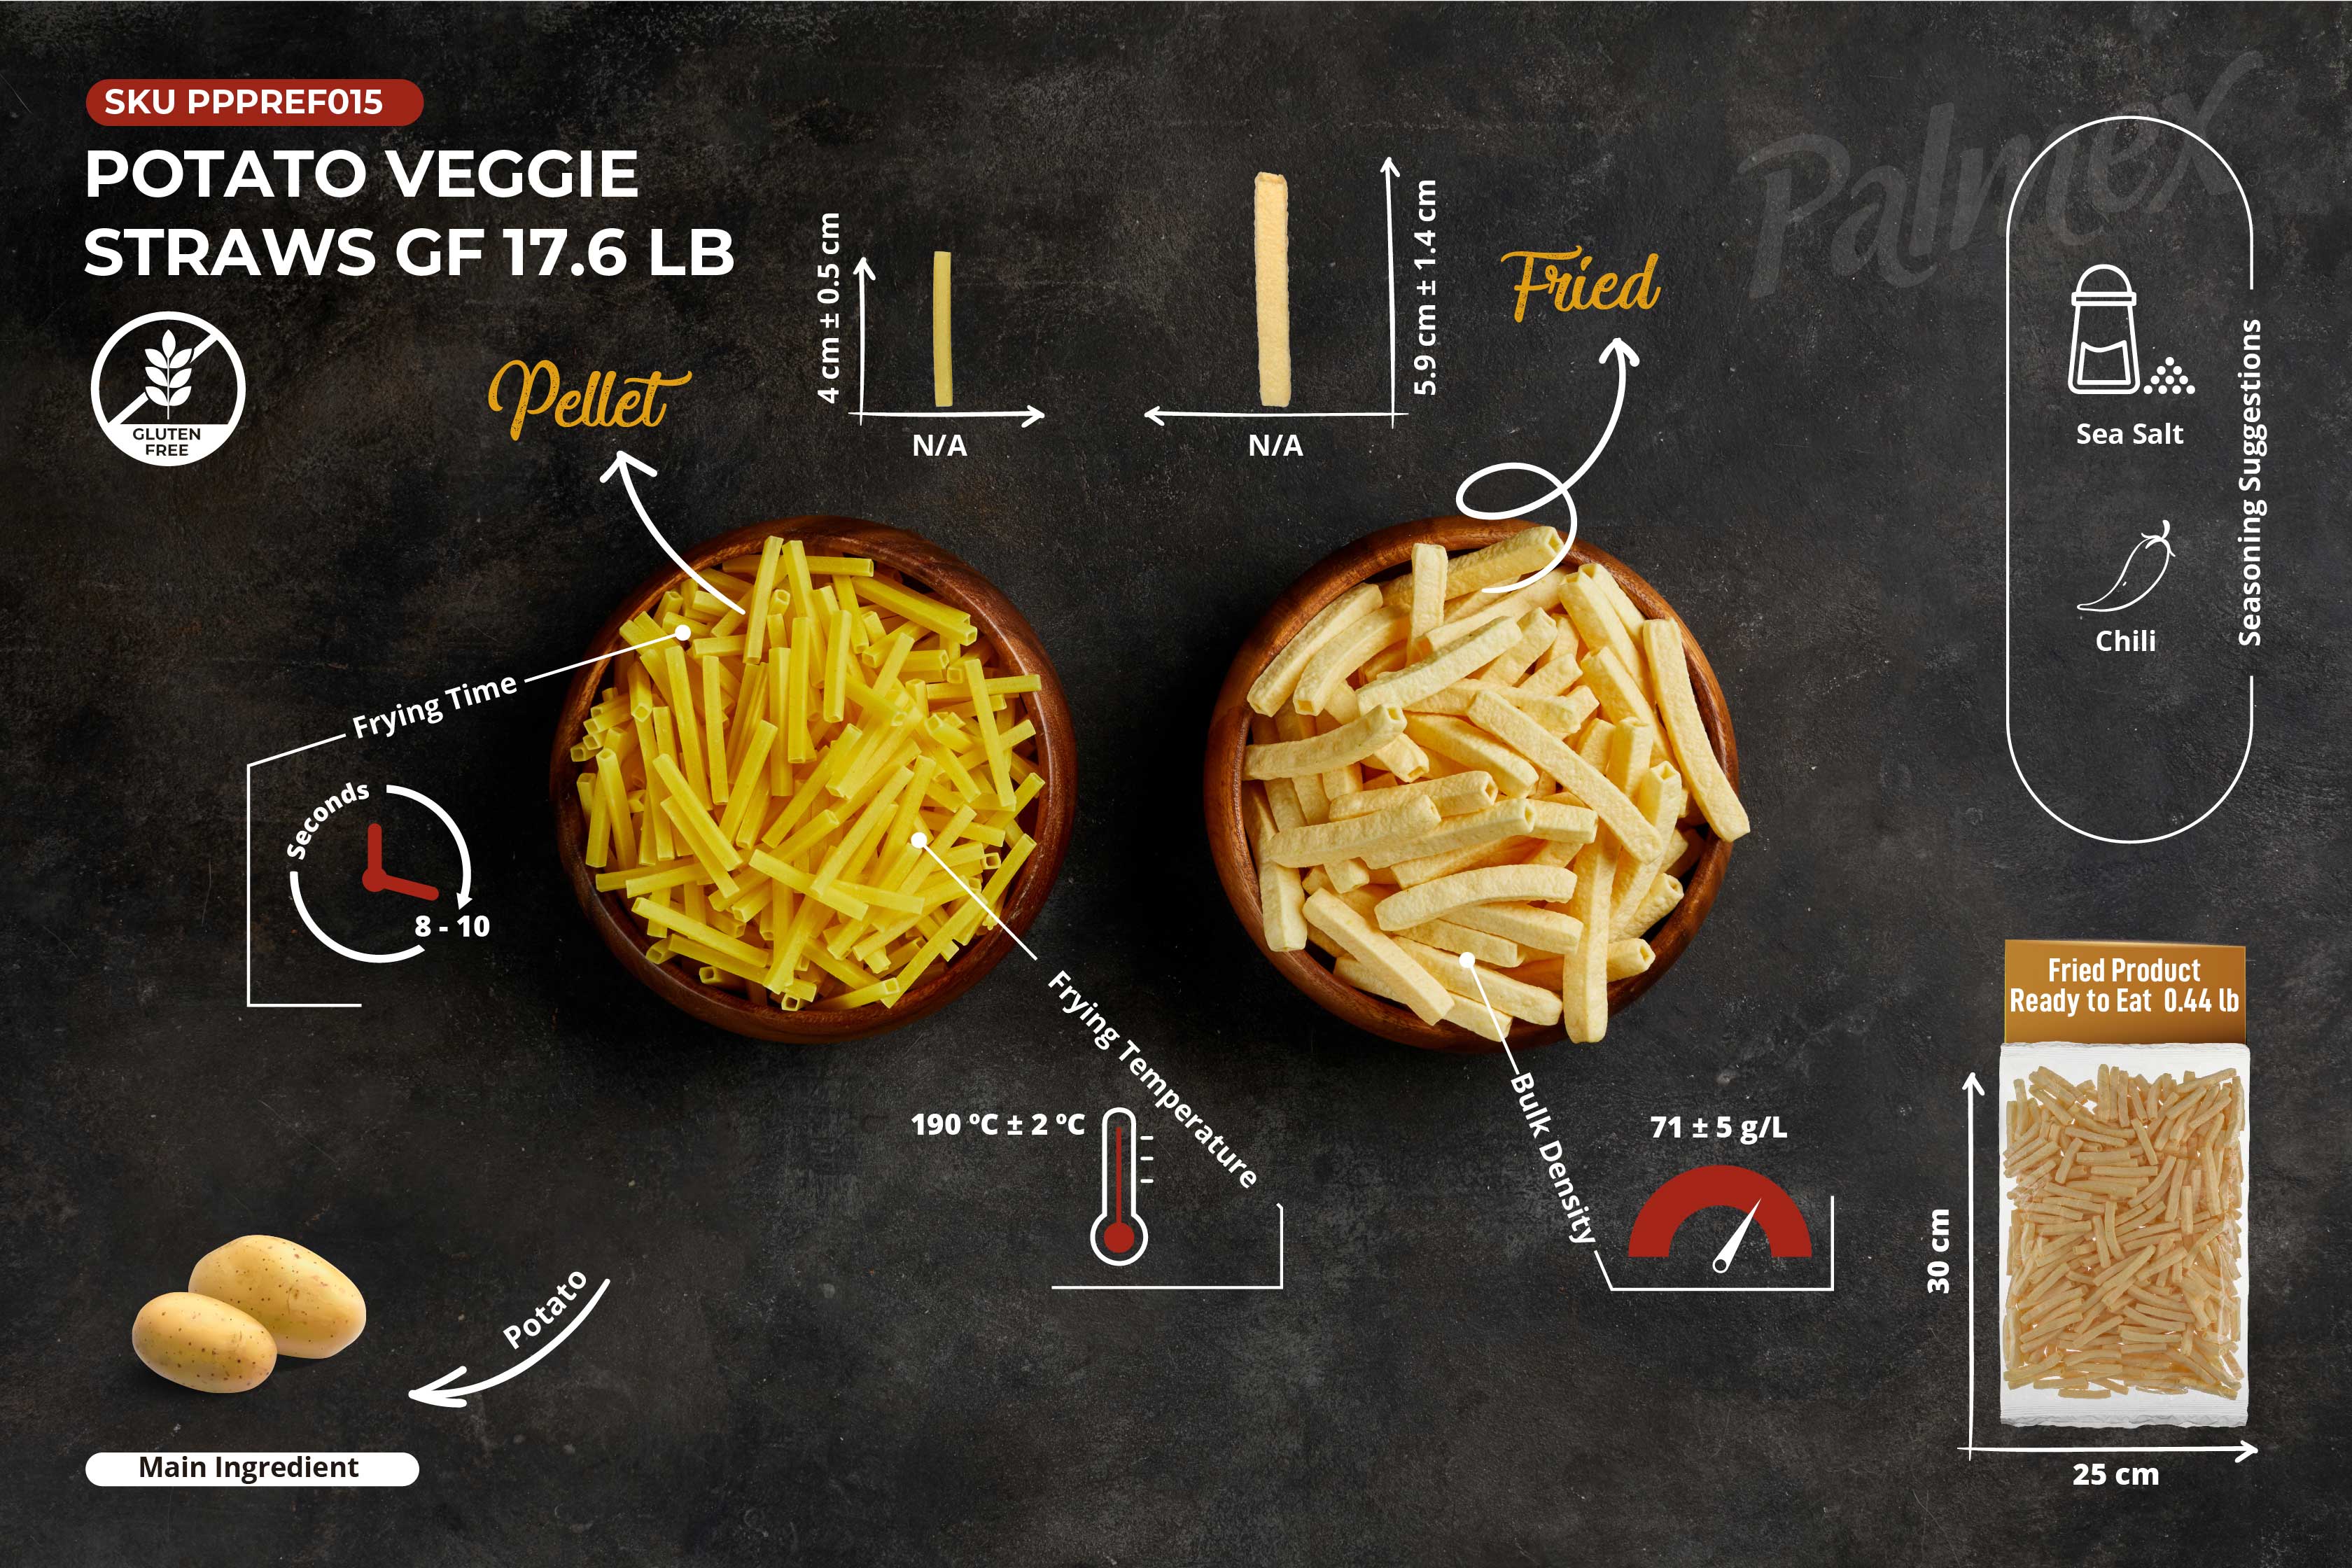 SKU PPPREF015
POTATO VEGGIE
STRAWS GF 17.6 LB
GLUTEN
FREE
Pellet
4 cm ± 0.5 cm
N/A
5.9 cm ± 1.4 cm
N/A
Fried
Palmex
Sea Salt
Chili
Seasoning Suggestions
Frying Time
Seconds
8 - 10
Frying Temperature
190 ºC ± 2 ºC
Bulk Density
71 ± 5 g/L
Fried Product
Ready to Eat 0.44 lb
30 cm
25 cm
Potato
Main Ingredient